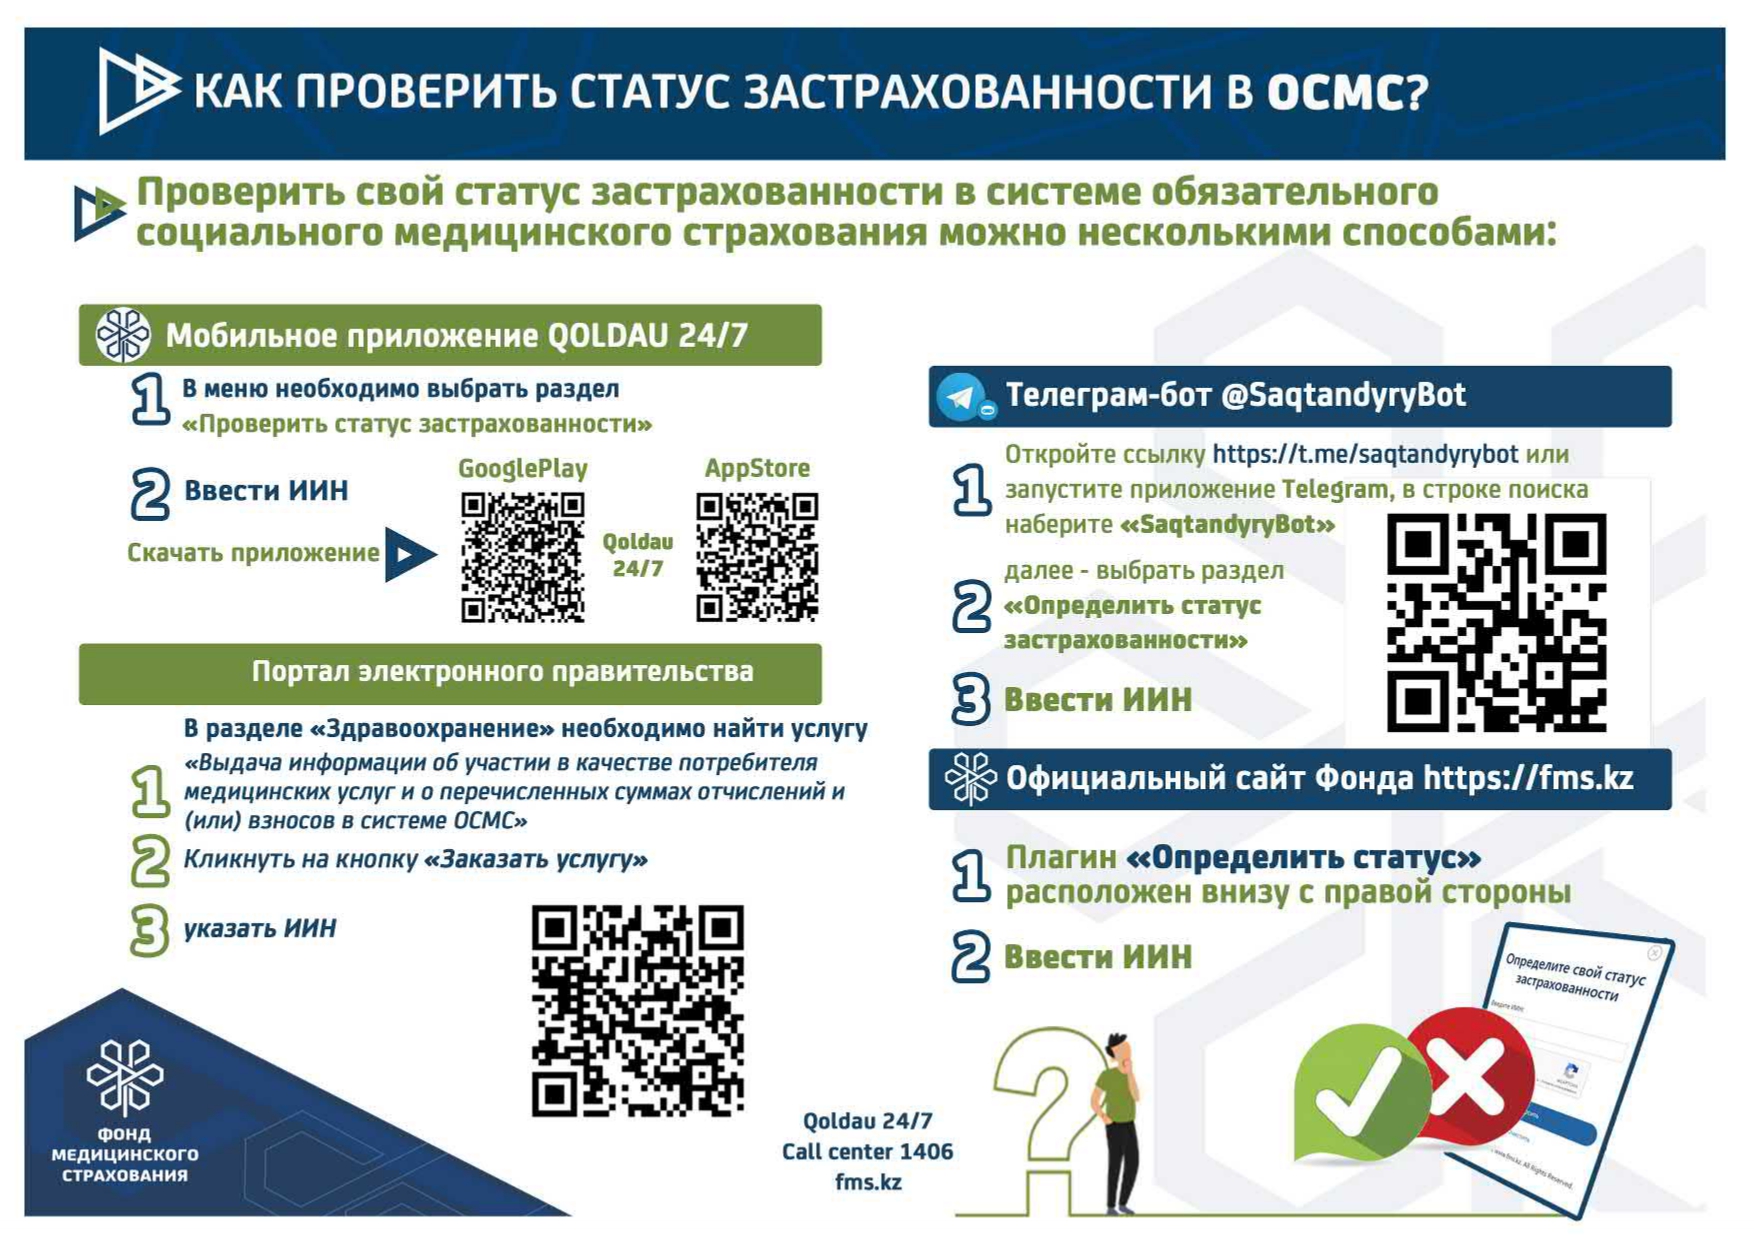 КАК ПРОВЕРИТЬ СТАТУС ЗАСТРАХОВАННОСТИ В ОСМС?
Проверить свой статус застрахованности в системе обязательного
социального медицинского страхования можно несколькими способами:
Мобильное приложение QOLDAU 24/7
1 В меню необходимо выбрать раздел
«Проверить статус застрахованности»
2 Ввести ИИН
Скачать приложение
GooglePlay
Qoldau
24/7
AppStore
Портал электронного правительства
В разделе «Здравоохранение» необходимо найти услугу
1 «Выдача информации об участии в качестве потребителя
медицинских услуг и о перечисленных суммах отчислений и
(или) взносов в системе ОСМС»
2 Кликнуть на кнопку «Заказать услугу»
3 указать ИИН
ФОНД
МЕДИЦИНСКОГО
СТРАХОВАНИЯ
Qoldau 24/7
Call center 1406
fms.kz
Телеграм-бот @SaqtandyryBot
1 Откройте ссылку https://t.me/saqtandyrybot или
запустите приложение Telegram, в строке поиска
наберите «SaqtandyryBot»
2 далее - выбрать раздел
«Определить статус
застрахованности»
3 Ввести ИИН
Официальный сайт Фонда https://fms.kz
1 Плагин «Определить статус»
расположен внизу с правой стороны
2 Ввести ИИН
Определите свой статус
застрахованности
Введите ИИН